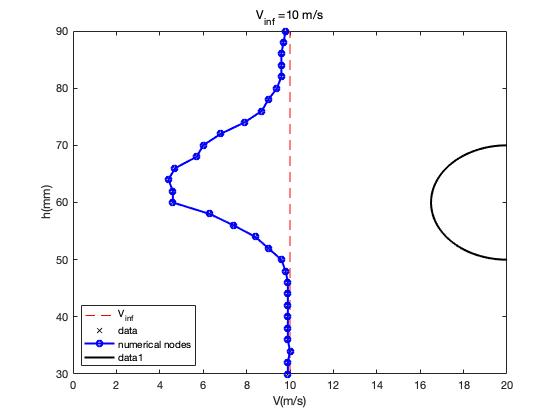 V_inf =10 m/s
90
80
70
60
50
40
30
h(mm)
V_inf
data
numerical nodes
data1
0 2 4 6 8 10 12 14 16 18 20
V(m/s)